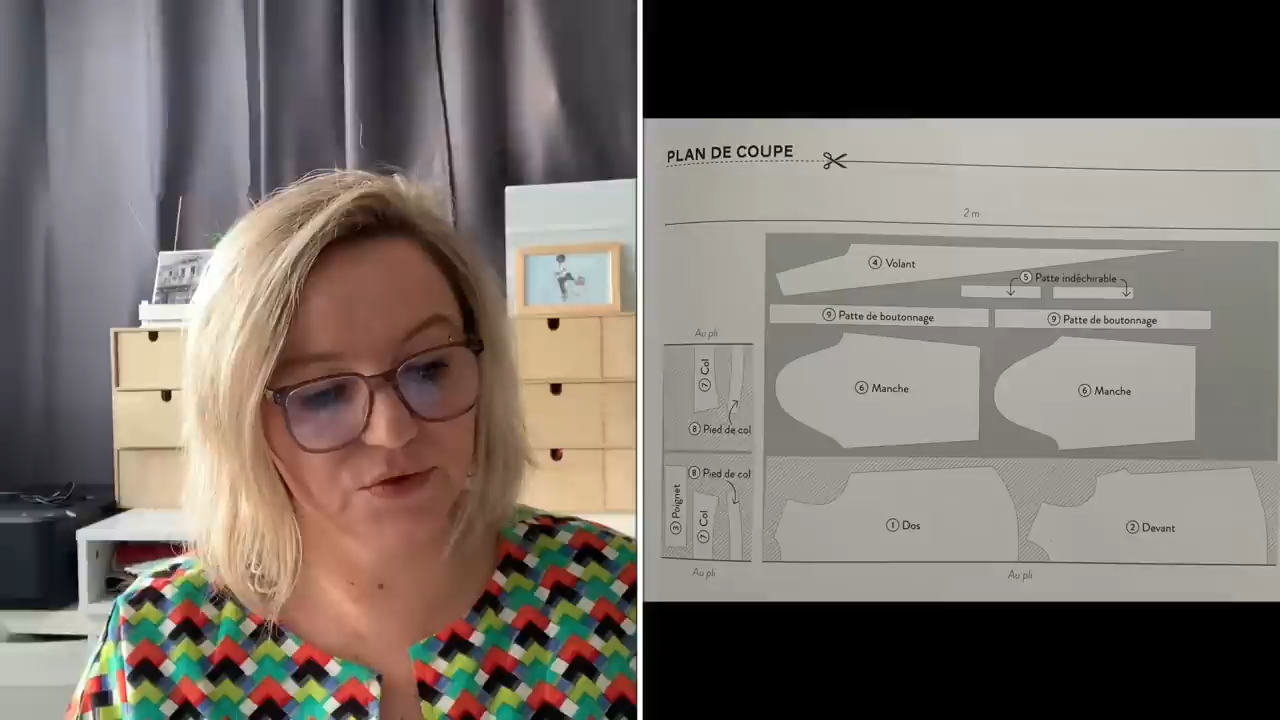 PLAN DE COUPE
2 m
④ Volant
⑤ Patte indéchirable
⑨ Patte de boutonnage
⑨ Patte de boutonnage
Au pli
⑦ Col
⑥ Manche
⑥ Manche
⑧ Pied de col
⑧ Pied de col
③ Poignet
⑦ Col
① Dos
② Devant
Au pli
Au pli